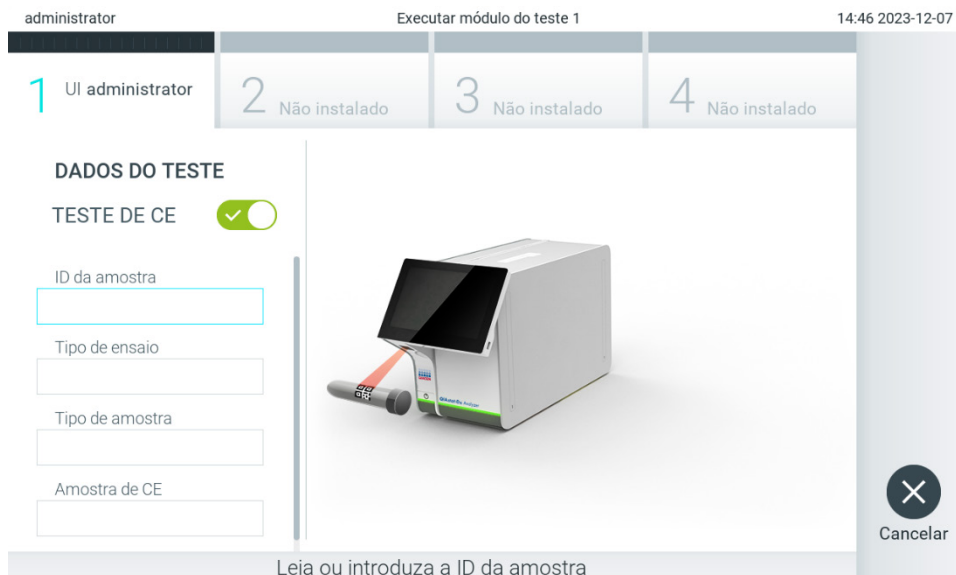 administrator
Executar módulo do teste 1
14:46 2023-12-07
1 UI administrator
2 Não instalado
3 Não instalado
4 Não instalado
DADOS DO TESTE
TESTE DE CE
ID da amostra
Tipo de ensaio
Tipo de amostra
Amostra de CE
Cancelar
Leia ou introduza a ID da amostra